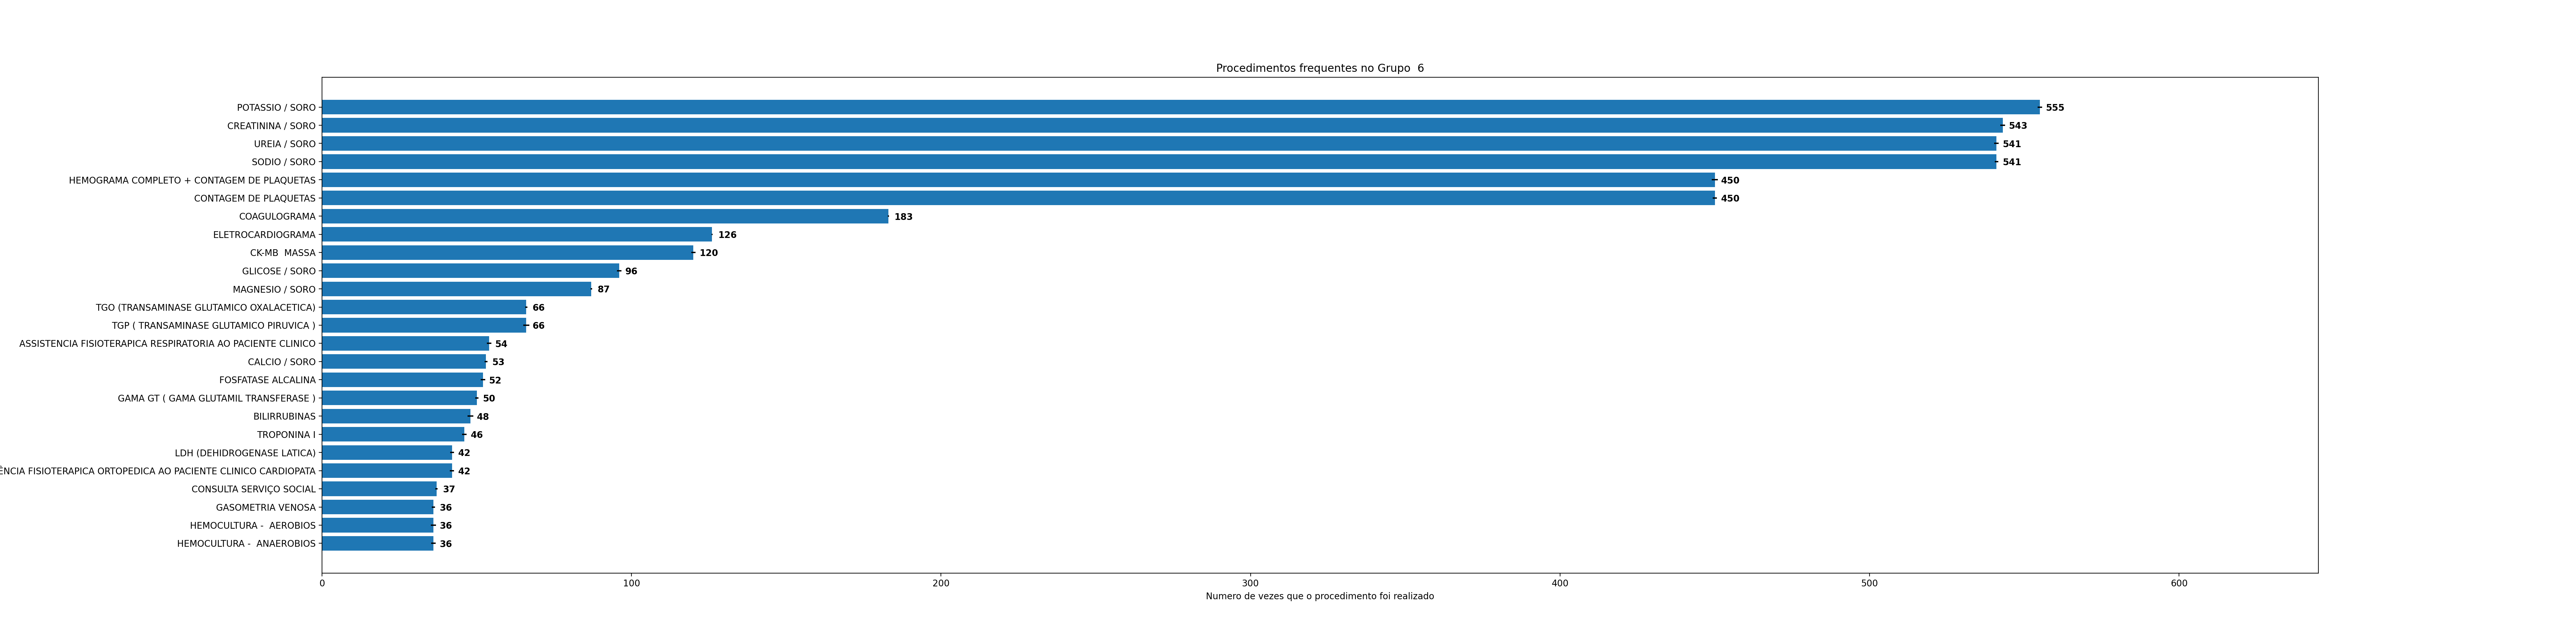 Procedimentos frequentes no Grupo  6
POTASSIO / SORO 555
CREATININA / SORO 543
UREIA / SORO 541
SODIO / SORO 541
HEMOGRAMA COMPLETO + CONTAGEM DE PLAQUETAS 450
CONTAGEM DE PLAQUETAS 450
COAGULOGRAMA 183
ELETROCARDIOGRAMA 126
CK-MB  MASSA 120
GLICOSE / SORO 96
MAGNESIO / SORO 87
TGO (TRANSAMINASE GLUTAMICO OXALACETICA) 66
TGP ( TRANSAMINASE GLUTAMICO PIRUVICA ) 66
ASSISTENCIA FISIOTERAPICA RESPIRATORIA AO PACIENTE CLINICO 54
CALCIO / SORO 53
FOSFATASE ALCALINA 52
GAMA GT ( GAMA GLUTAMIL TRANSFERASE ) 50
BILIRRUBINAS 48
TROPONINA I 46
LDH (DEHIDROGENASE LATICA) 42
ÊNCIA FISIOTERAPICA ORTOPEDICA AO PACIENTE CLINICO CARDIOPATA 42
CONSULTA SERVIÇO SOCIAL 37
GASOMETRIA VENOSA 36
HEMOCULTURA -  AEROBIOS 36
HEMOCULTURA -  ANAEROBIOS 36
0 100 200 300 400 500 600
Numero de vezes que o procedimento foi realizado